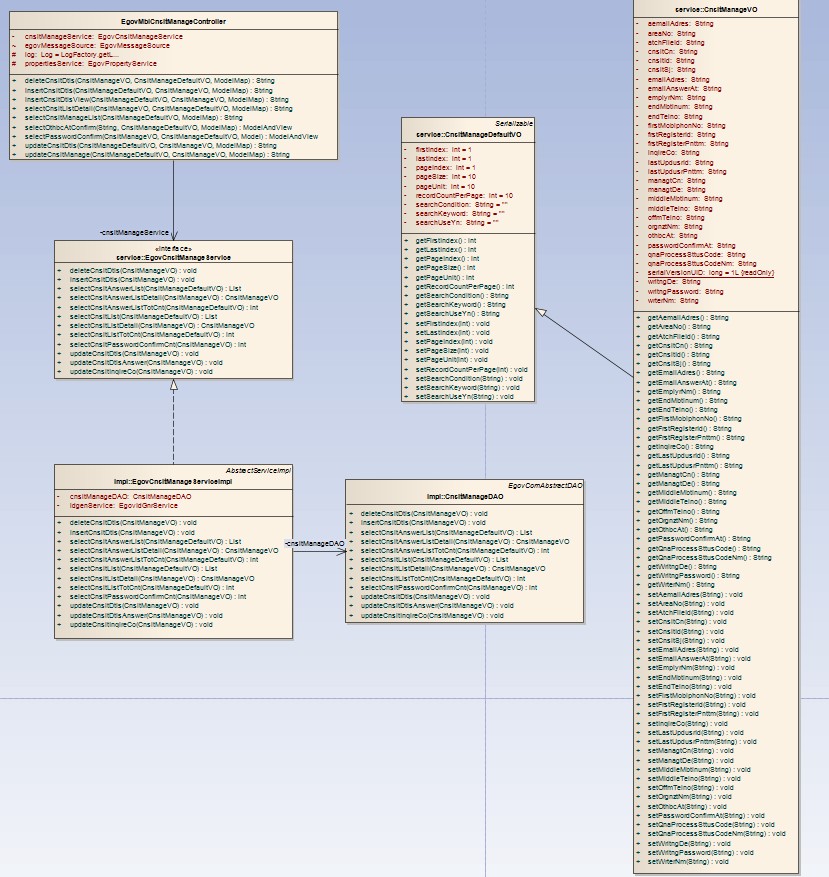 EgovMblCnsltManageController
- cnsltManageService: EgovCnsltManageService
~ egovMessageSource: EgovMessageSource
# log: Log = LogFactory.getL...
# propertiesService: EgovPropertyService
+ deleteCnsltDtls(CnsltManageVO, CnsltManageDefaultVO, ModelMap) : String
+ insertCnsltDtls(CnsltManageDefaultVO, CnsltManageVO, ModelMap) : String
+ insertCnsltDtlsView(CnsltManageDefaultVO, CnsltManageVO, ModelMap) : String
+ selectCnsltListDetail(CnsltManageVO, CnsltManageDefaultVO, ModelMap) : String
+ selectCnsltManageList(CnsltManageDefaultVO, ModelMap) : String
+ selectOthbcAtConfirm(String, CnsltManageDefaultVO, ModelMap) : ModelAndView
+ selectPasswordConfirm(CnsltManageVO, CnsltManageDefaultVO, Model) : ModelAndView
+ updateCnsltDtls(CnsltManageVO, CnsltManageDefaultVO, ModelMap) : String
+ updateCnsltManage(CnsltManageVO, CnsltManageDefaultVO, ModelMap) : String
-cnsltManageService
«interface»
service::EgovCnsltManageService
+ deleteCnsltDtls(CnsltManageVO) : void
+ insertCnsltDtls(CnsltManageVO) : void
+ selectCnsltAnswerList(CnsltManageDefaultVO) : List
+ selectCnsltAnswerListDetail(CnsltManageVO) : CnsltManageVO
+ selectCnsltAnswerListTotCnt(CnsltManageDefaultVO) : int
+ selectCnsltList(CnsltManageDefaultVO) : List
+ selectCnsltListDetail(CnsltManageVO) : CnsltManageVO
+ selectCnsltListTotCnt(CnsltManageDefaultVO) : int
+ selectCnsltPasswordConfirmCnt(CnsltManageVO) : int
+ updateCnsltDtls(CnsltManageVO) : void
+ updateCnsltDtlsAnswer(CnsltManageVO) : void
+ updateCnsltInqireCo(CnsltManageVO) : void
AbstractServiceImpl
impl::EgovCnsltManageServiceImpl
- cnsltManageDAO: CnsltManageDAO
- idgenService: EgovIdGnrService
+ deleteCnsltDtls(CnsltManageVO) : void
+ insertCnsltDtls(CnsltManageVO) : void
+ selectCnsltAnswerList(CnsltManageDefaultVO) : List
+ selectCnsltAnswerListDetail(CnsltManageVO) : CnsltManageVO
+ selectCnsltAnswerListTotCnt(CnsltManageDefaultVO) : int
+ selectCnsltList(CnsltManageDefaultVO) : List
+ selectCnsltListDetail(CnsltManageVO) : CnsltManageVO
+ selectCnsltListTotCnt(CnsltManageDefaultVO) : int
+ selectCnsltPasswordConfirmCnt(CnsltManageVO) : int
+ updateCnsltDtls(CnsltManageVO) : void
+ updateCnsltDtlsAnswer(CnsltManageVO) : void
+ updateCnsltInqireCo(CnsltManageVO) : void
-cnsltManageDAO
EgovComAbstractDAO
impl::CnsltManageDAO
+ deleteCnsltDtls(CnsltManageVO) : void
+ insertCnsltDtls(CnsltManageVO) : void
+ selectCnsltAnswerList(CnsltManageDefaultVO) : List
+ selectCnsltAnswerListDetail(CnsltManageVO) : CnsltManageVO
+ selectCnsltAnswerListTotCnt(CnsltManageDefaultVO) : int
+ selectCnsltList(CnsltManageDefaultVO) : List
+ selectCnsltListDetail(CnsltManageVO) : CnsltManageVO
+ selectCnsltListTotCnt(CnsltManageDefaultVO) : int
+ selectCnsltPasswordConfirmCnt(CnsltManageVO) : int
+ updateCnsltDtls(CnsltManageVO) : void
+ updateCnsltDtlsAnswer(CnsltManageVO) : void
+ updateCnsltInqireCo(CnsltManageVO) : void
Serializable
service::CnsltManageDefaultVO
- firstIndex: int = 1
- lastIndex: int = 1
- pageIndex: int = 1
- pageSize: int = 10
- pageUnit: int = 10
- recordCountPerPage: int = 10
- searchCondition: String = ""
- searchKeyword: String = ""
- searchUseYn: String = ""
+ getFirstIndex() : int
+ getLastIndex() : int
+ getPageIndex() : int
+ getPageSize() : int
+ getPageUnit() : int
+ getRecordCountPerPage() : int
+ getSearchCondition() : String
+ getSearchKeyword() : String
+ getSearchUseYn() : String
+ setFirstIndex(int) : void
+ setLastIndex(int) : void
+ setPageIndex(int) : void
+ setPageSize(int) : void
+ setPageUnit(int) : void
+ setRecordCountPerPage(int) : void
+ setSearchCondition(String) : void
+ setSearchKeyword(String) : void
+ setSearchUseYn(String) : void
service::CnsltManageVO
- aemailAdres: String
- areaNo: String
- atchFileId: String
- cnsltCn: String
- cnsltId: String
- cnsltSj: String
- emailAdres: String
- emailAnswerAt: String
- emplyrNm: String
- endMbtlnum: String
- endTelno: String
- firstMoblphonNo: String
- frstRegisterId: String
- frstRegisterPnttm: String
- inqireCo: String
- lastUpdusrId: String
- lastUpdusrPnttm: String
- managtCn: String
- managtDe: String
- middleMbtlnum: String
- middleTelno: String
- offmTelno: String
- orgnztNm: String
- othbcAt: String
- passwordConfirmAt: String
- qnaProcessSttusCode: String
- qnaProcessSttusCodeNm: String
- serialVersionUID: long = 1L {readOnly}
- writngDe: String
- writngPassword: String
- wrterNm: String
+ getAemailAdres() : String
+ getAreaNo() : String
+ getAtchFileId() : String
+ getCnsltCn() : String
+ getCnsltId() : String
+ getCnsltSj() : String
+ getEmailAdres() : String
+ getEmailAnswerAt() : String
+ getEmplyrNm() : String
+ getEndMbtlnum() : String
+ getEndTelno() : String
+ getFirstMoblphonNo() : String
+ getFrstRegisterId() : String
+ getFrstRegisterPnttm() : String
+ getInqireCo() : String
+ getLastUpdusrId() : String
+ getLastUpdusrPnttm() : String
+ getManagtCn() : String
+ getManagtDe() : String
+ getMiddleMbtlnum() : String
+ getMiddleTelno() : String
+ getOffmTelno() : String
+ getOrgnztNm() : String
+ getOthbcAt() : String
+ getPasswordConfirmAt() : String
+ getQnaProcessSttusCode() : String
+ getQnaProcessSttusCodeNm() : String
+ getWritngDe() : String
+ getWritngPassword() : String
+ getWrterNm() : String
+ setAemailAdres(String) : void
+ setAreaNo(String) : void
+ setAtchFileId(String) : void
+ setCnsltCn(String) : void
+ setCnsltId(String) : void
+ setCnsltSj(String) : void
+ setEmailAdres(String) : void
+ setEmailAnswerAt(String) : void
+ setEmplyrNm(String) : void
+ setEndMbtlnum(String) : void
+ setEndTelno(String) : void
+ setFirstMoblphonNo(String) : void
+ setFrstRegisterId(String) : void
+ setFrstRegisterPnttm(String) : void
+ setInqireCo(String) : void
+ setLastUpdusrId(String) : void
+ setLastUpdusrPnttm(String) : void
+ setManagtCn(String) : void
+ setManagtDe(String) : void
+ setMiddleMbtlnum(String) : void
+ setMiddleTelno(String) : void
+ setOffmTelno(String) : void
+ setOrgnztNm(String) : void
+ setOthbcAt(String) : void
+ setPasswordConfirmAt(String) : void
+ setQnaProcessSttusCode(String) : void
+ setQnaProcessSttusCodeNm(String) : void
+ setWritngDe(String) : void
+ setWritngPassword(String) : void
+ setWrterNm(String) : void